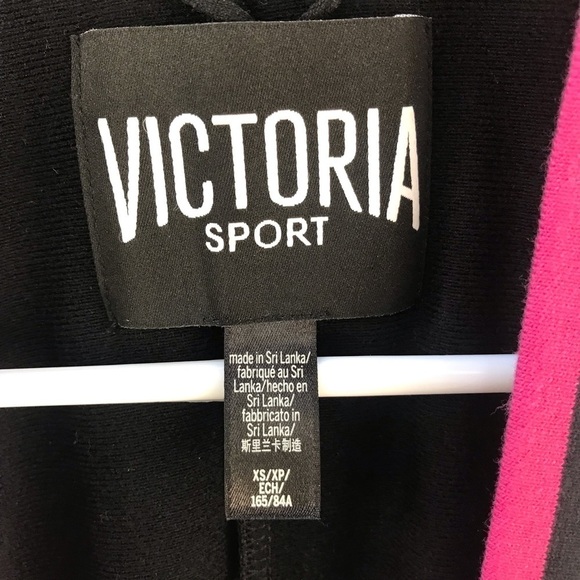 VICTORIA
SPORT
made in Sri Lanka/
fabriqué au Sri
Lanka/hecho en
Sri Lanka/
fabbricato in
Sri Lanka/
斯里兰卡制造
XS/XP/
ECH/
165/84A